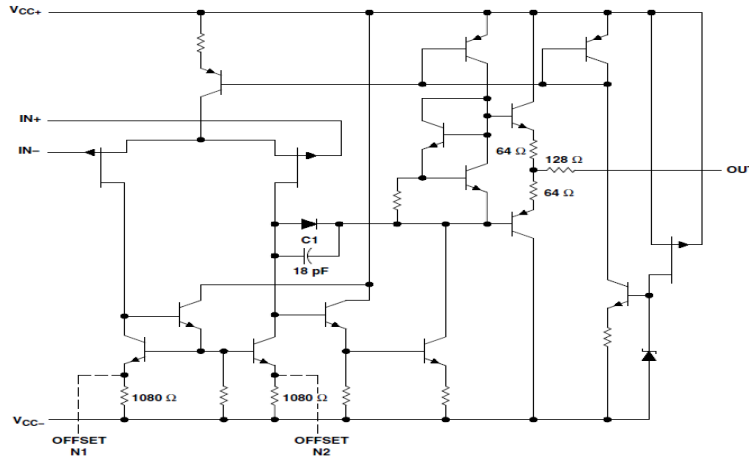 VCC+
IN+
IN−
64 Ω
128 Ω
OUT
64 Ω
C1
18 pF
1080 Ω
1080 Ω
VCC−
OFFSET
N1
OFFSET
N2